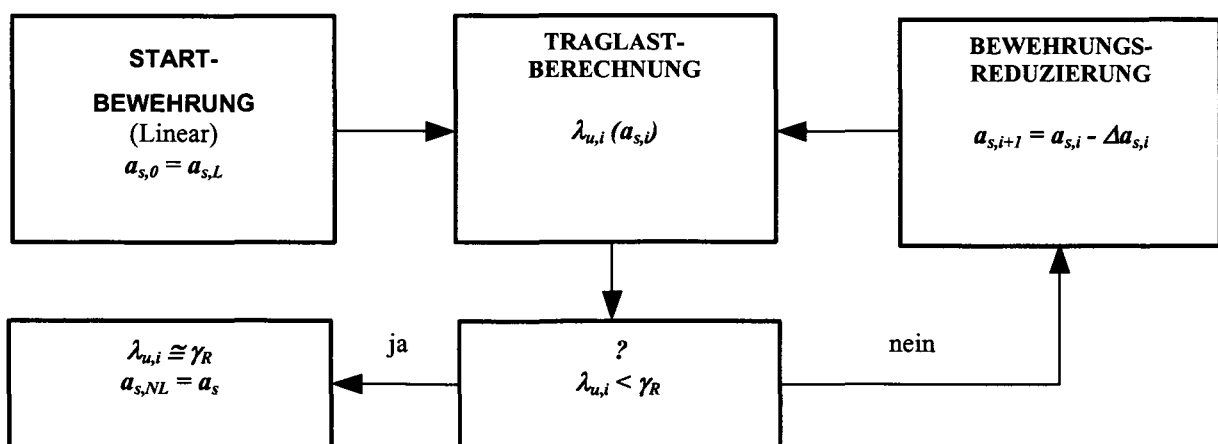 START-
BEWEHRUNG
(Linear)
a_{s,0} = a_{s,L}
TRAGLAST-
BERECHNUNG
λ_{u,i} (a_{s,i})
BEWEHRUNGS-
REDUZIERUNG
a_{s,i+1} = a_{s,i} - Δa_{s,i}
λ_{u,i} ≅ γ_R
a_{s,NL} = a_s
ja
?
λ_{u,i} < γ_R
nein